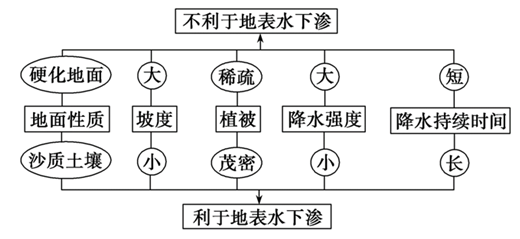 不利于地表水下渗
硬化地面 大 稀疏 大 短
地面性质 坡度 植被 降水强度 降水持续时间
沙质土壤 小 茂密 小 长
利于地表水下渗